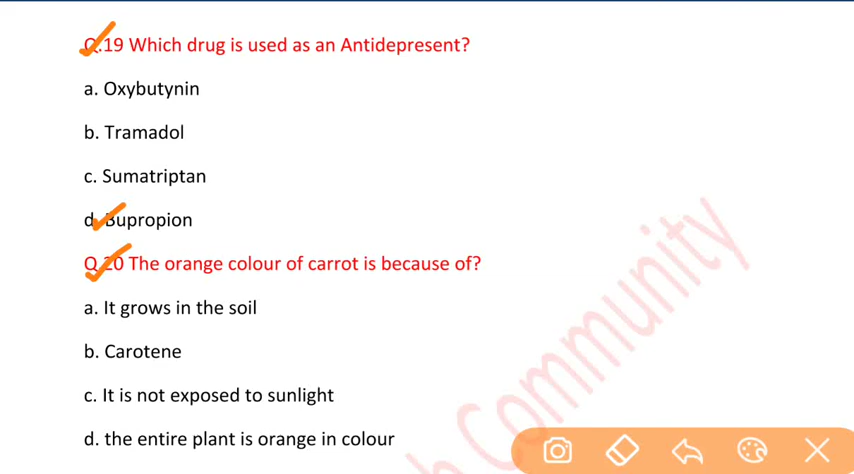 Q.19 Which drug is used as an Antidepresent?
a. Oxybutynin
b. Tramadol
c. Sumatriptan
d. Bupropion
Q.20 The orange colour of carrot is because of?
a. It grows in the soil
b. Carotene
c. It is not exposed to sunlight
d. the entire plant is orange in colour
Community